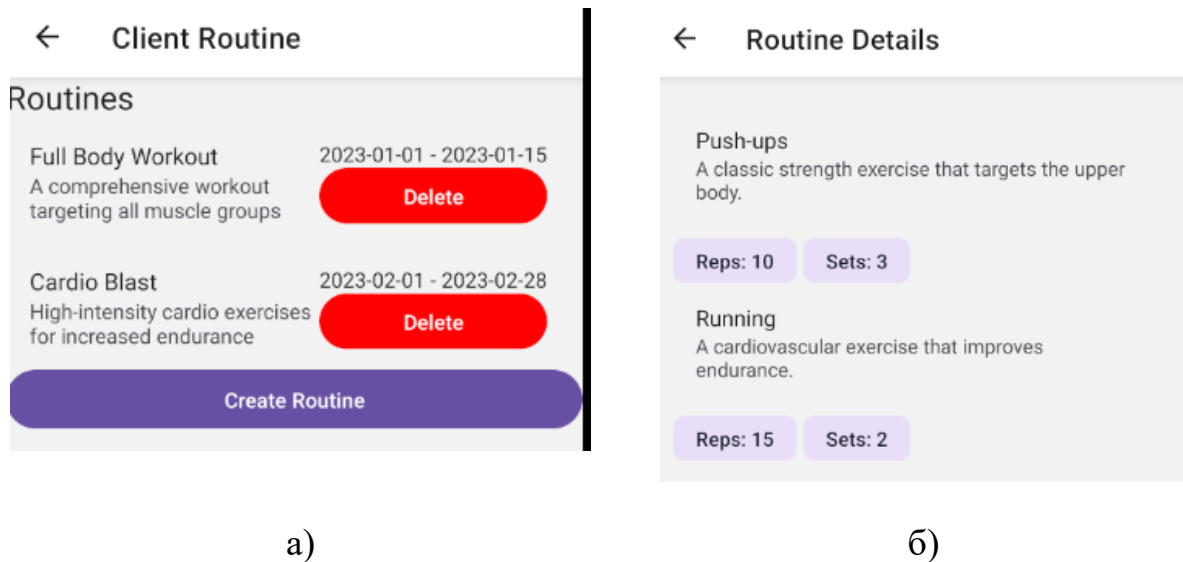 Client Routine
Routines
Full Body Workout
2023-01-01 - 2023-01-15
A comprehensive workout
targeting all muscle groups
Delete
Cardio Blast
2023-02-01 - 2023-02-28
High-intensity cardio exercises
for increased endurance
Delete
Create Routine
а)
Routine Details
Push-ups
A classic strength exercise that targets the upper
body.
Reps: 10
Sets: 3
Running
A cardiovascular exercise that improves
endurance.
Reps: 15
Sets: 2
б)